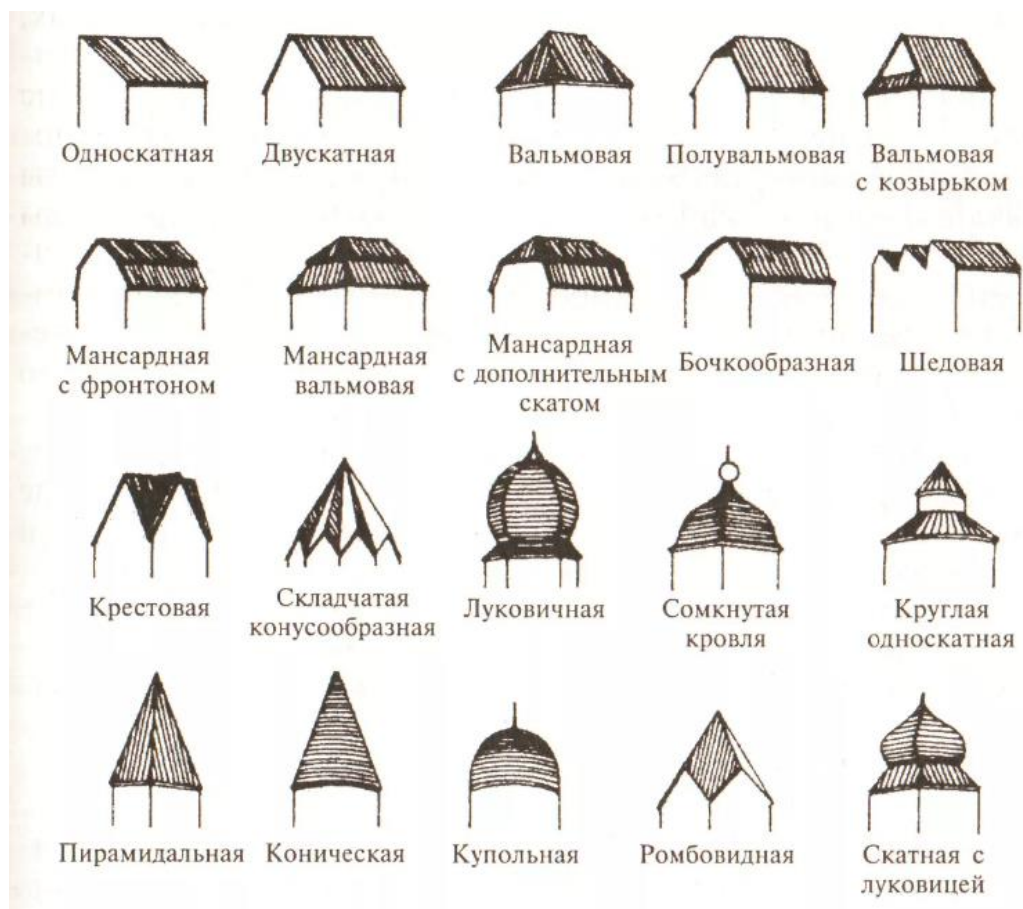 Односкатная
Двускатная
Вальмовая
Полувальмовая
Вальмовая
с козырьком
Мансардная
с фронтоном
Мансардная
вальмовая
Мансардная
с дополнительным
скатом
Бочкообразная
Шедовая
Крестовая
Складчатая
конусообразная
Луковичная
Сомкнутая
кровля
Круглая
односкатная
Пирамидальная
Коническая
Купольная
Ромбовидная
Скатная с
луковицей